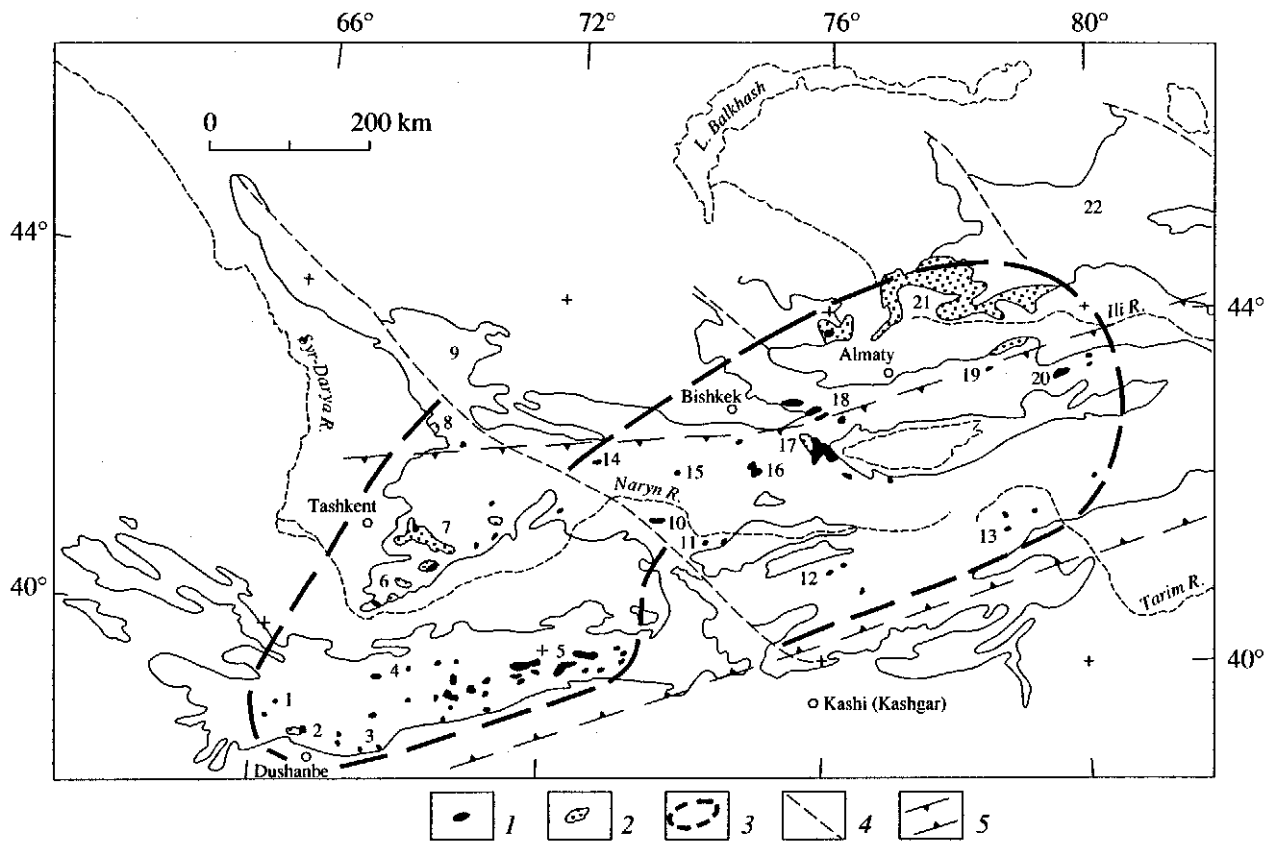 66° 72° 76° 80°
0 200 km
L. Balkhash
44°
22
21
44°
Ili R.
Syr-Darya R.
9
Almaty
19
20
Bishkek
18
8
17
14
15
16
Naryn R.
Tashkent
7
10
11
13
6
12
40°
Tarim R.
5
4
40°
1
Kashi (Kashgar)
2
3
Dushanbe
1 2 3 4 5